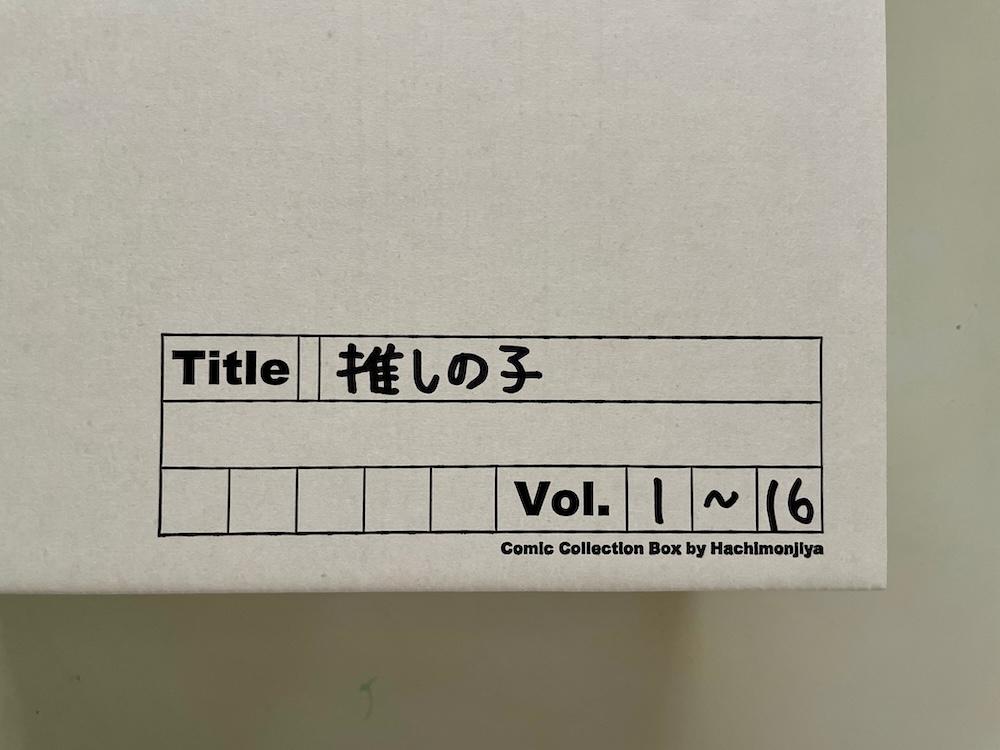 Title 推しの子
Vol. 1 ~ 16
Comic Collection Box by Hachimonjiya